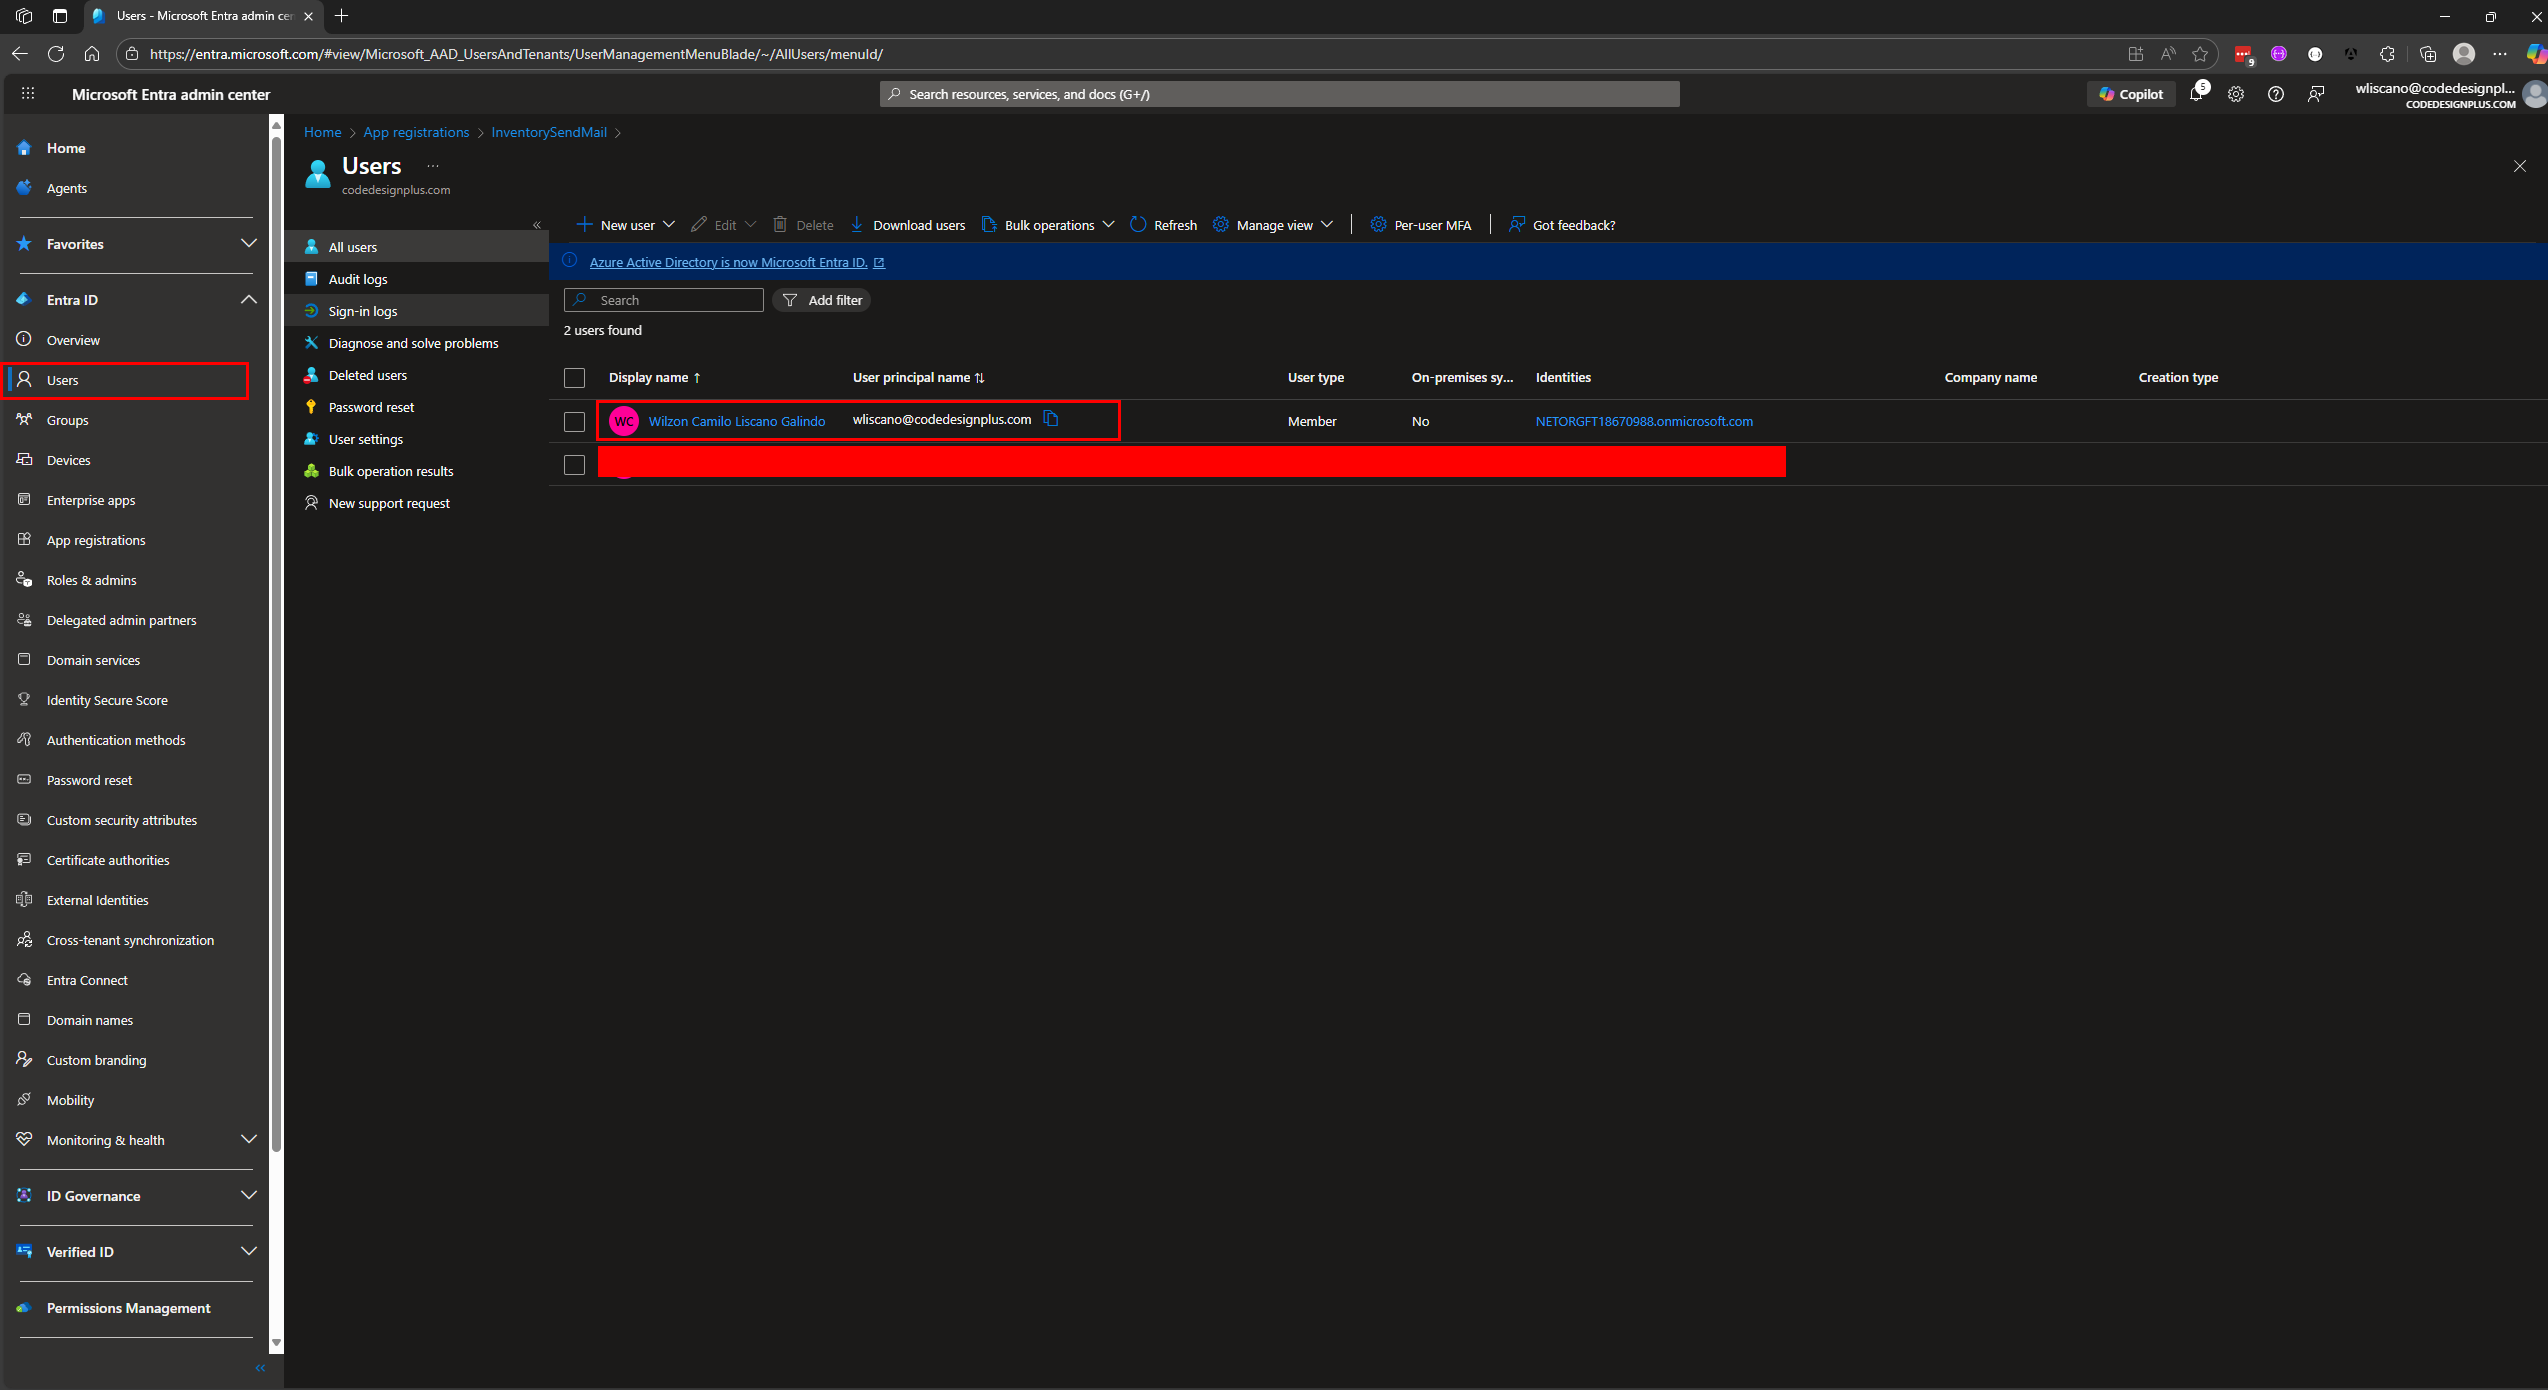 Users - Microsoft Entra admin cen
https://entra.microsoft.com/#view/Microsoft_AAD_UsersAndTenants/UserManagementMenuBlade/~/AllUsers/menuId/
9
Microsoft Entra admin center
Search resources, services, and docs (G+/)
Copilot
5
wliscano@codedesignpl...
CODEDESIGNPLUS.COM
Home
Agents
Favorites
Entra ID
Overview
Users
Groups
Devices
Enterprise apps
App registrations
Roles & admins
Delegated admin partners
Domain services
Identity Secure Score
Authentication methods
Password reset
Custom security attributes
Certificate authorities
External Identities
Cross-tenant synchronization
Entra Connect
Domain names
Custom branding
Mobility
Monitoring & health
ID Governance
Verified ID
Permissions Management
Home > App registrations > InventorySendMail >
Users ...
codedesignplus.com
All users
Audit logs
Sign-in logs
Diagnose and solve problems
Deleted users
Password reset
User settings
Bulk operation results
New support request
New user Edit Delete Download users Bulk operations Refresh Manage view Per-user MFA Got feedback?
Azure Active Directory is now Microsoft Entra ID.
Search Add filter
2 users found
Display name ↑ User principal name ↑↓ User type On-premises sy... Identities Company name Creation type
WC Wilzon Camilo Liscano Galindo wliscano@codedesignplus.com Member No NETORGFT18670988.onmicrosoft.com